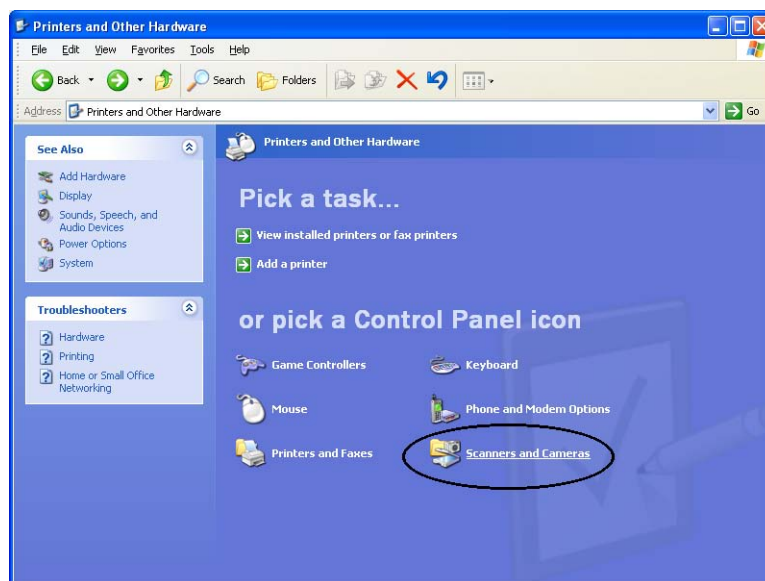 Printers and Other Hardware
File Edit View Favorites Tools Help
Back Search Folders
Address Printers and Other Hardware Go
See Also
Add Hardware
Display
Sounds, Speech, and
Audio Devices
Power Options
System
Troubleshooters
Hardware
Printing
Home or Small Office
Networking
Printers and Other Hardware
Pick a task...
View installed printers or fax printers
Add a printer
or pick a Control Panel icon
Game Controllers Keyboard
Mouse Phone and Modem Options
Printers and Faxes Scanners and Cameras